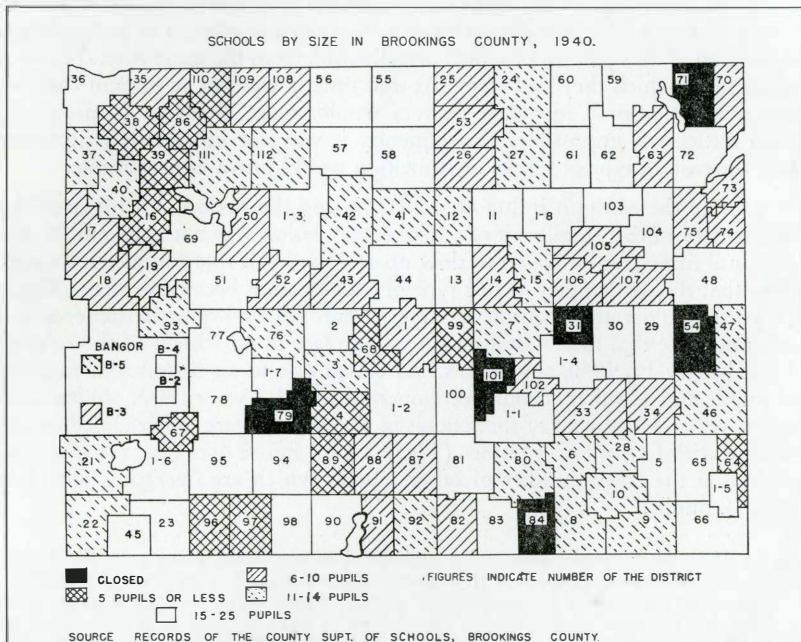 SCHOOLS BY SIZE IN BROOKINGS COUNTY, 1940.
36 35 110 109 108 56 55 25 24 60 59 71 70
38 86 53
37 39 111 112 57 58 26 27 61 62 63 72
40 73
16 50 1-3 42 41 12 11 1-8 103
17 69 104 75 74
105
18 19 51 52 43 44 13 14 15 106 107 48
93 77 76 2 1 99 7 31 30 29 54 47
BANGOR B-4 68
B-5 3 1-4
B-2 1-7 101
B-3 78 79 4 1-2 100 102 1-1 33 34 46
67
21 1-6 95 94 89 88 87 81 80 6 28 5 65 64
10 1-5
22 45 23 96 97 98 90 91 92 82 83 84 8 9 66
CLOSED
6-10 PUPILS
FIGURES INDICATE NUMBER OF THE DISTRICT
5 PUPILS OR LESS
11-14 PUPILS
15-25 PUPILS
SOURCE RECORDS OF THE COUNTY SUPT. OF SCHOOLS, BROOKINGS COUNTY.